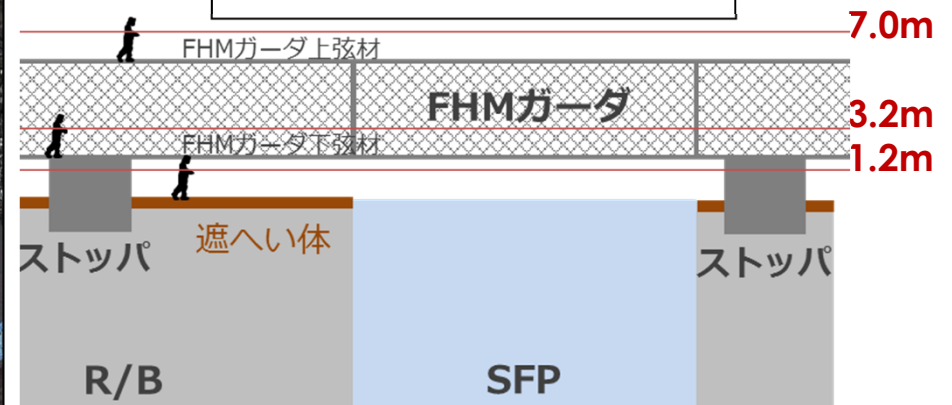 7.0m
FHMガーダ上弦材
FHMガーダ
3.2m
FHMガーダ下弦材
1.2m
遮へい体
ストッパ
ストッパ
R/B
SFP